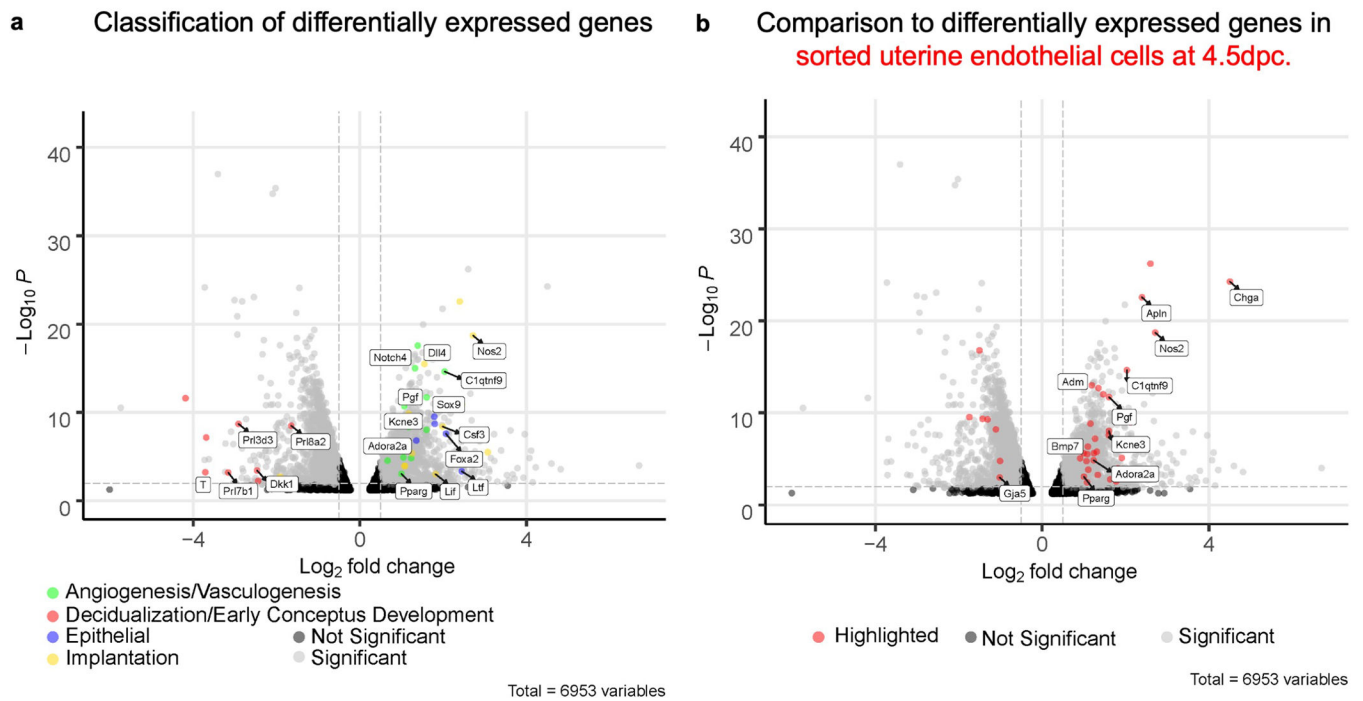 a Classification of differentially expressed genes
−Log10 P
40
30
20
10
0
−4
0
4
Notch4
Dll4
Nos2
C1qtnf9
Pgf
Sox9
Kcne3
Csf3
Adora2a
Foxa2
Prl3d3
Prl8a2
T
Prl7b1
Dkk1
Pparg
Lif
Ltf
Log2 fold change
Angiogenesis/Vasculogenesis
Decidualization/Early Conceptus Development
Epithelial
Not Significant
Implantation
Significant
Total = 6953 variables
b Comparison to differentially expressed genes in
sorted uterine endothelial cells at 4.5dpc.
−Log10 P
40
30
20
10
0
−4
0
4
Chga
Apln
Nos2
Adm
C1qtnf9
Pgf
Bmp7
Kcne3
Adora2a
Gja5
Pparg
Log2 fold change
Highlighted
Not Significant
Significant
Total = 6953 variables